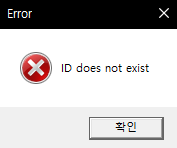 Error
ID does not exist
확인